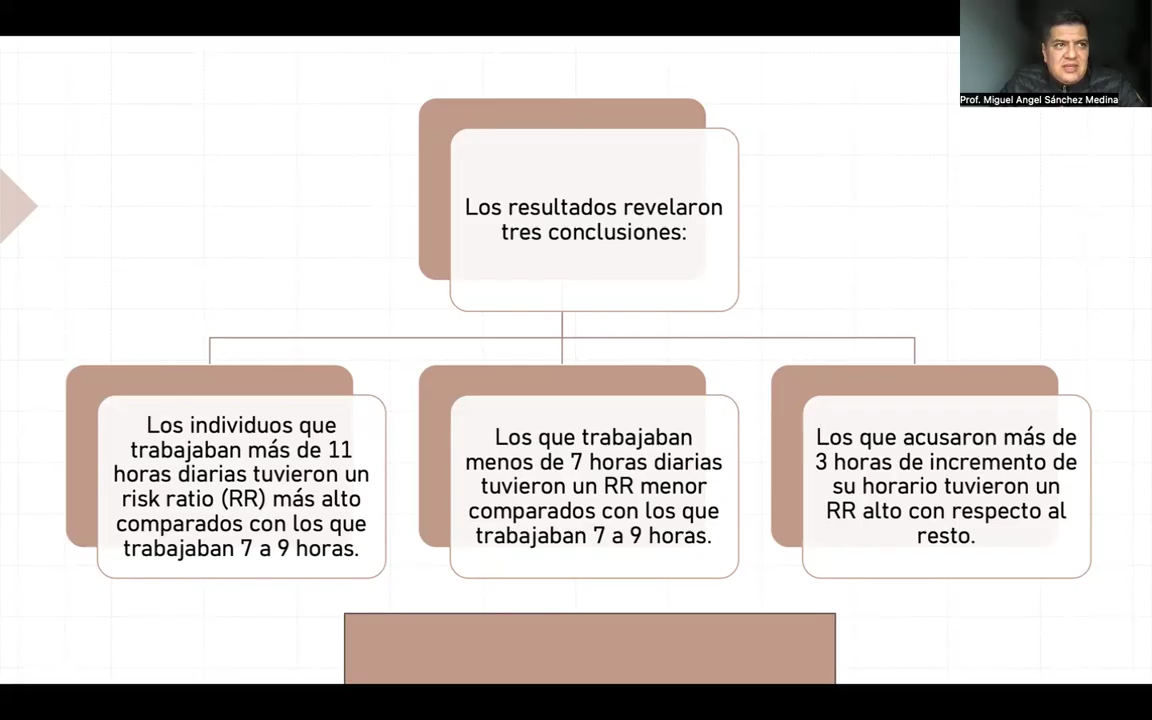 Prof. Miguel Angel Sánchez Medina
Los resultados revelaron
tres conclusiones:
Los individuos que
trabajaban más de 11
horas diarias tuvieron un
risk ratio (RR) más alto
comparados con los que
trabajaban 7 a 9 horas.
Los que trabajaban
menos de 7 horas diarias
tuvieron un RR menor
comparados con los que
trabajaban 7 a 9 horas.
Los que acusaron más de
3 horas de incremento de
su horario tuvieron un
RR alto con respecto al
resto.